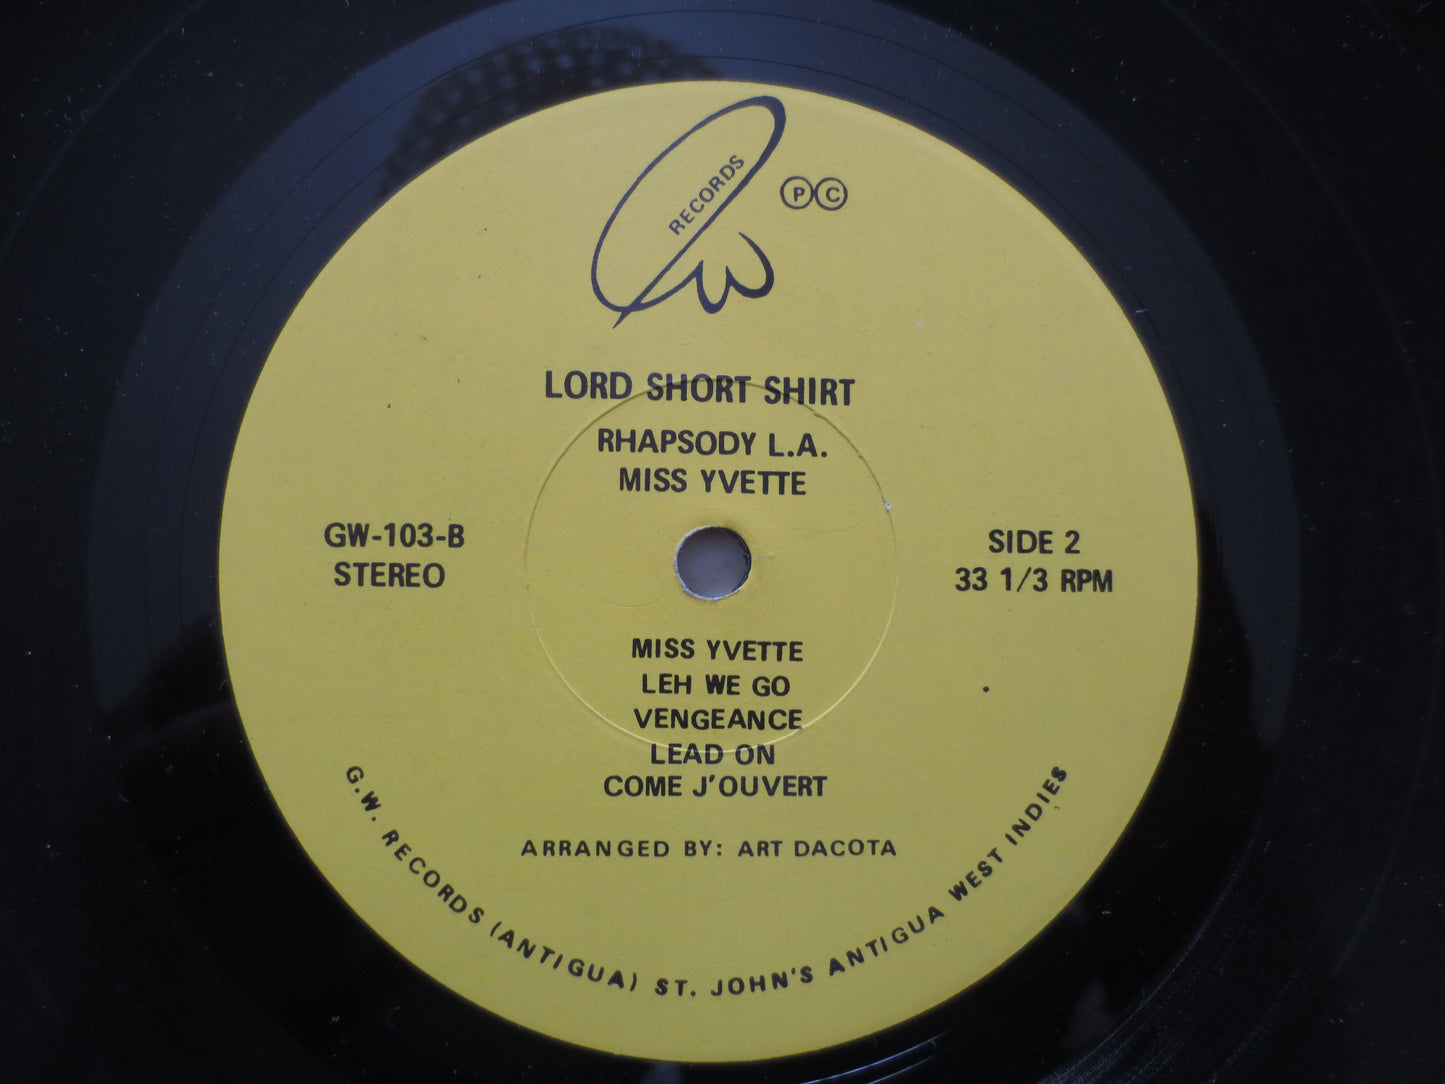 RECORDS
P C
LORD SHORT SHIRT
RHAPSODY L.A.
MISS YVETTE
GW-103-B
STEREO
SIDE 2
33 1/3 RPM
MISS YVETTE
LEH WE GO
VENGEANCE
LEAD ON
COME J'OUVERT
ARRANGED BY: ART DACOTA
G.W. RECORDS (ANTIGUA) ST. JOHN'S ANTIGUA WEST INDIES